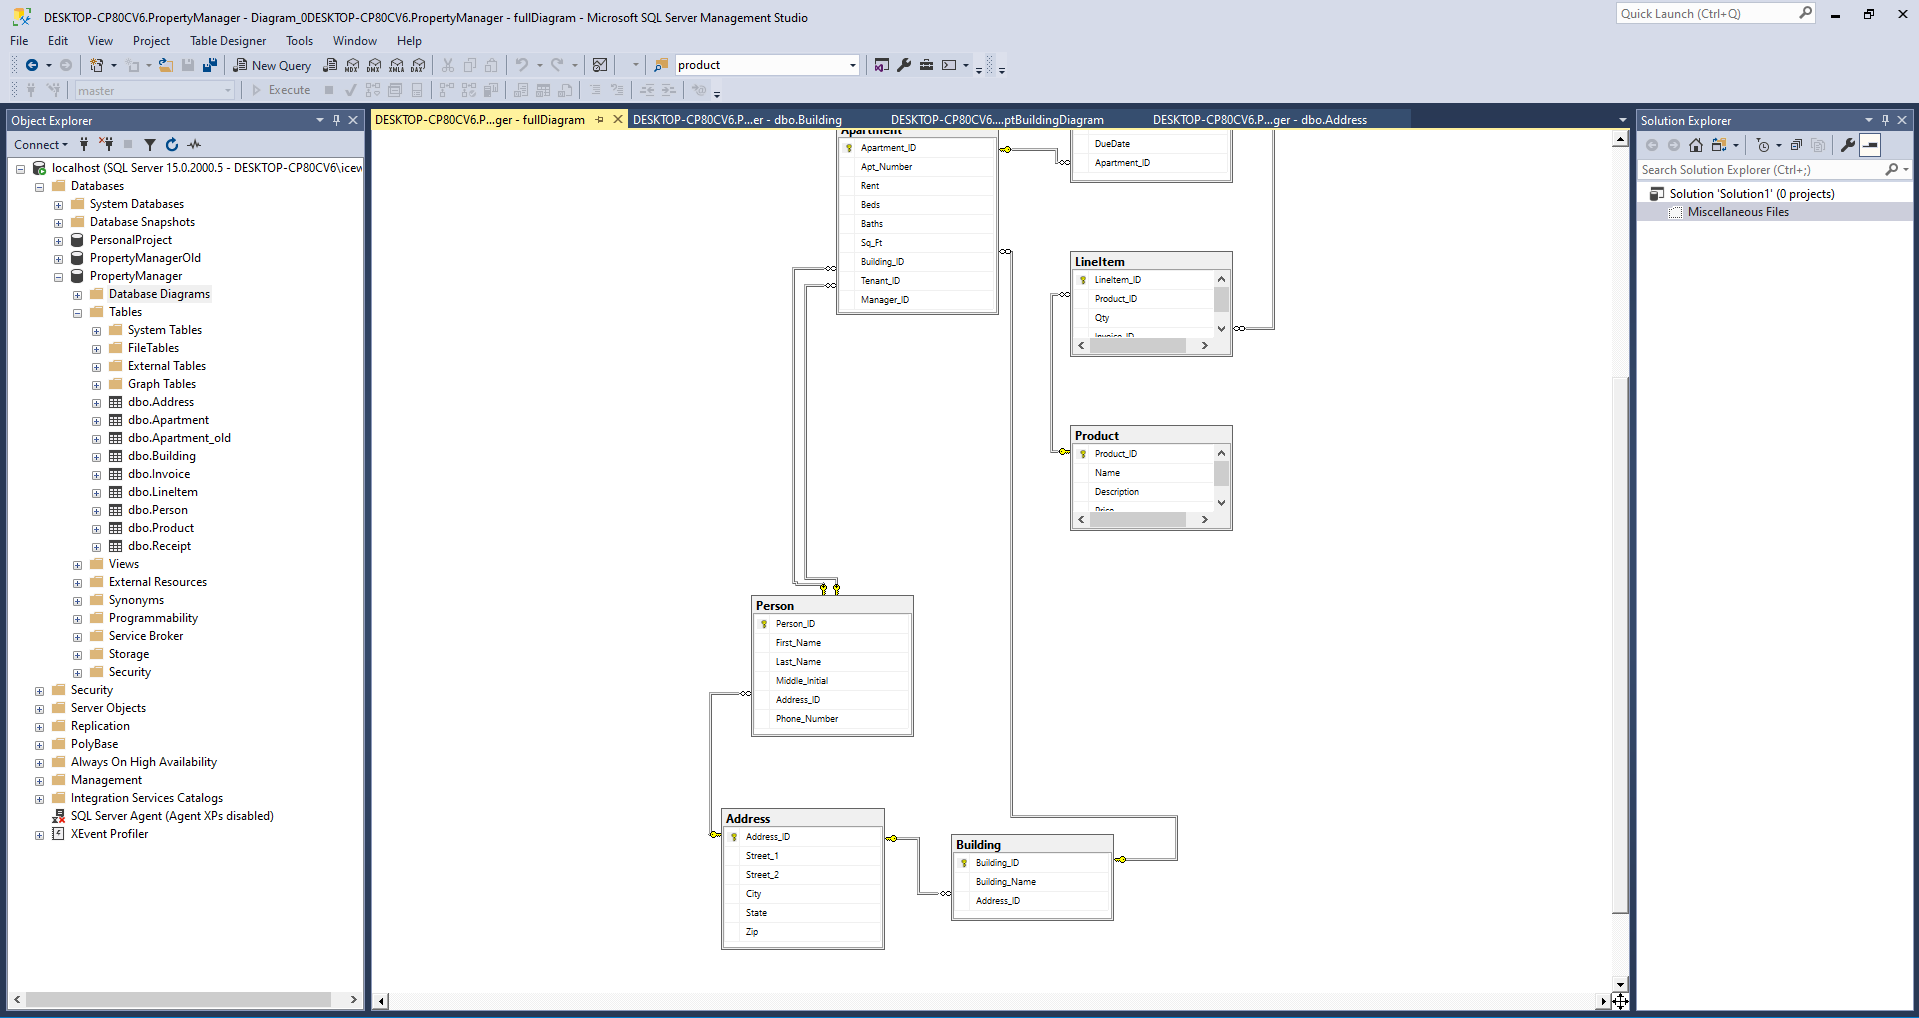 DESKTOP-CP80CV6.PropertyManager - Diagram_0DESKTOP-CP80CV6.PropertyManager - fullDiagram - Microsoft SQL Server Management Studio
Quick Launch (Ctrl+Q)
File Edit View Project Table Designer Tools Window Help
New Query MDX DMX XMLA DAX product
master Execute
Object Explorer
Connect
localhost (SQL Server 15.0.2000.5 - DESKTOP-CP80CV6\icew
Databases
System Databases
Database Snapshots
PersonalProject
PropertyManagerOld
PropertyManager
Database Diagrams
Tables
System Tables
FileTables
External Tables
Graph Tables
dbo.Address
dbo.Apartment
dbo.Apartment_old
dbo.Building
dbo.Invoice
dbo.LineItem
dbo.Person
dbo.Product
dbo.Receipt
Views
External Resources
Synonyms
Programmability
Service Broker
Storage
Security
Security
Server Objects
Replication
PolyBase
Always On High Availability
Management
Integration Services Catalogs
SQL Server Agent (Agent XPs disabled)
XEvent Profiler
DESKTOP-CP80CV6.P...ger - fullDiagram
DESKTOP-CP80CV6.P...er - dbo.Building
DESKTOP-CP80CV6....ptBuildingDiagram
DESKTOP-CP80CV6.P...ger - dbo.Address
Apartment
Apartment_ID
Apt_Number
Rent
Beds
Baths
Sq_Ft
Building_ID
Tenant_ID
Manager_ID
DueDate
Apartment_ID
LineItem
LineItem_ID
Product_ID
Qty
Invoice_ID
Product
Product_ID
Name
Description
Price
Person
Person_ID
First_Name
Last_Name
Middle_Initial
Address_ID
Phone_Number
Address
Address_ID
Street_1
Street_2
City
State
Zip
Building
Building_ID
Building_Name
Address_ID
Solution Explorer
Search Solution Explorer (Ctrl+;)
Solution 'Solution1' (0 projects)
Miscellaneous Files